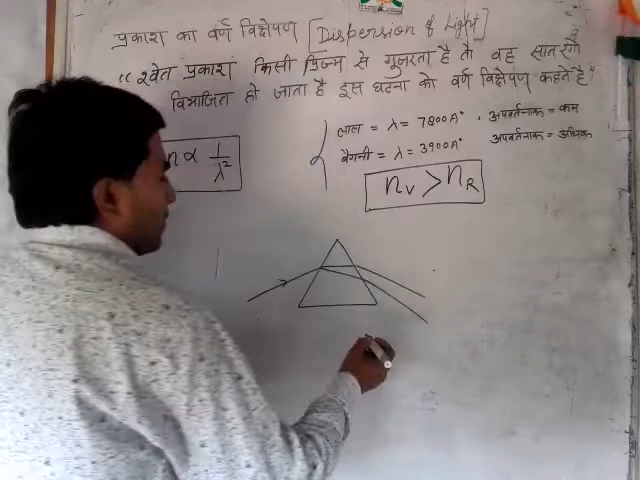 प्रकाश का वर्ण विक्षेपण [Dispersion of Light]
“श्वेत प्रकाश किसी प्रिज्म से गुजरता है तो वह सात रंगों
विभाजित हो जाता है इस घटना को वर्ण विक्षेपण कहते है”
n ∝ 1/λ²
लाल = λ = 7800A° , अपवर्तनांक = कम
बैगनी = λ = 3900A° अपवर्तनांक = अधिक
nV > nR